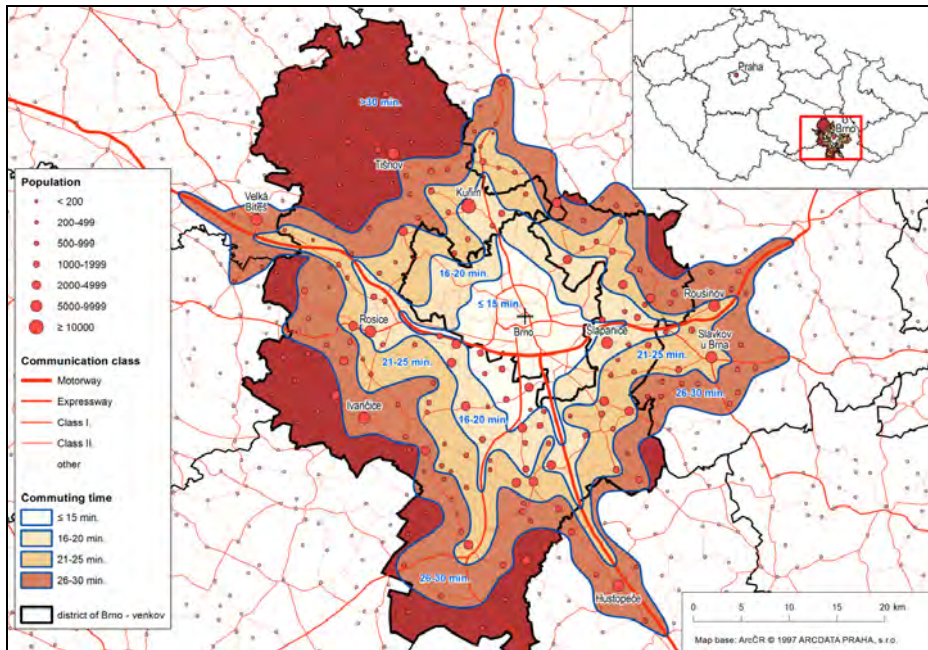 Praha
Brno
>30 min.
Tišnov
Population
< 200
200-499
500-999
1000-1999
2000-4999
5000-9999
≥ 10000
Communication class
Motorway
Expressway
Class I.
Class II.
other
Commuting time
≤ 15 min.
16-20 min.
21-25 min.
26-30 min.
district of Brno - venkov
Velká
Bíteš
Kuřim
16-20 min.
≤ 15 min.
Brno
Rosice
Šlapanice
Rousínov
Slavkov
u Brna
21-25 min.
21-25 min.
26-30 min.
Ivančice
16-20 min.
26-30 min.
Hustopeče
0 5 10 15 20 km
Map base: ArcČR © 1997 ARCDATA PRAHA, s.r.o.